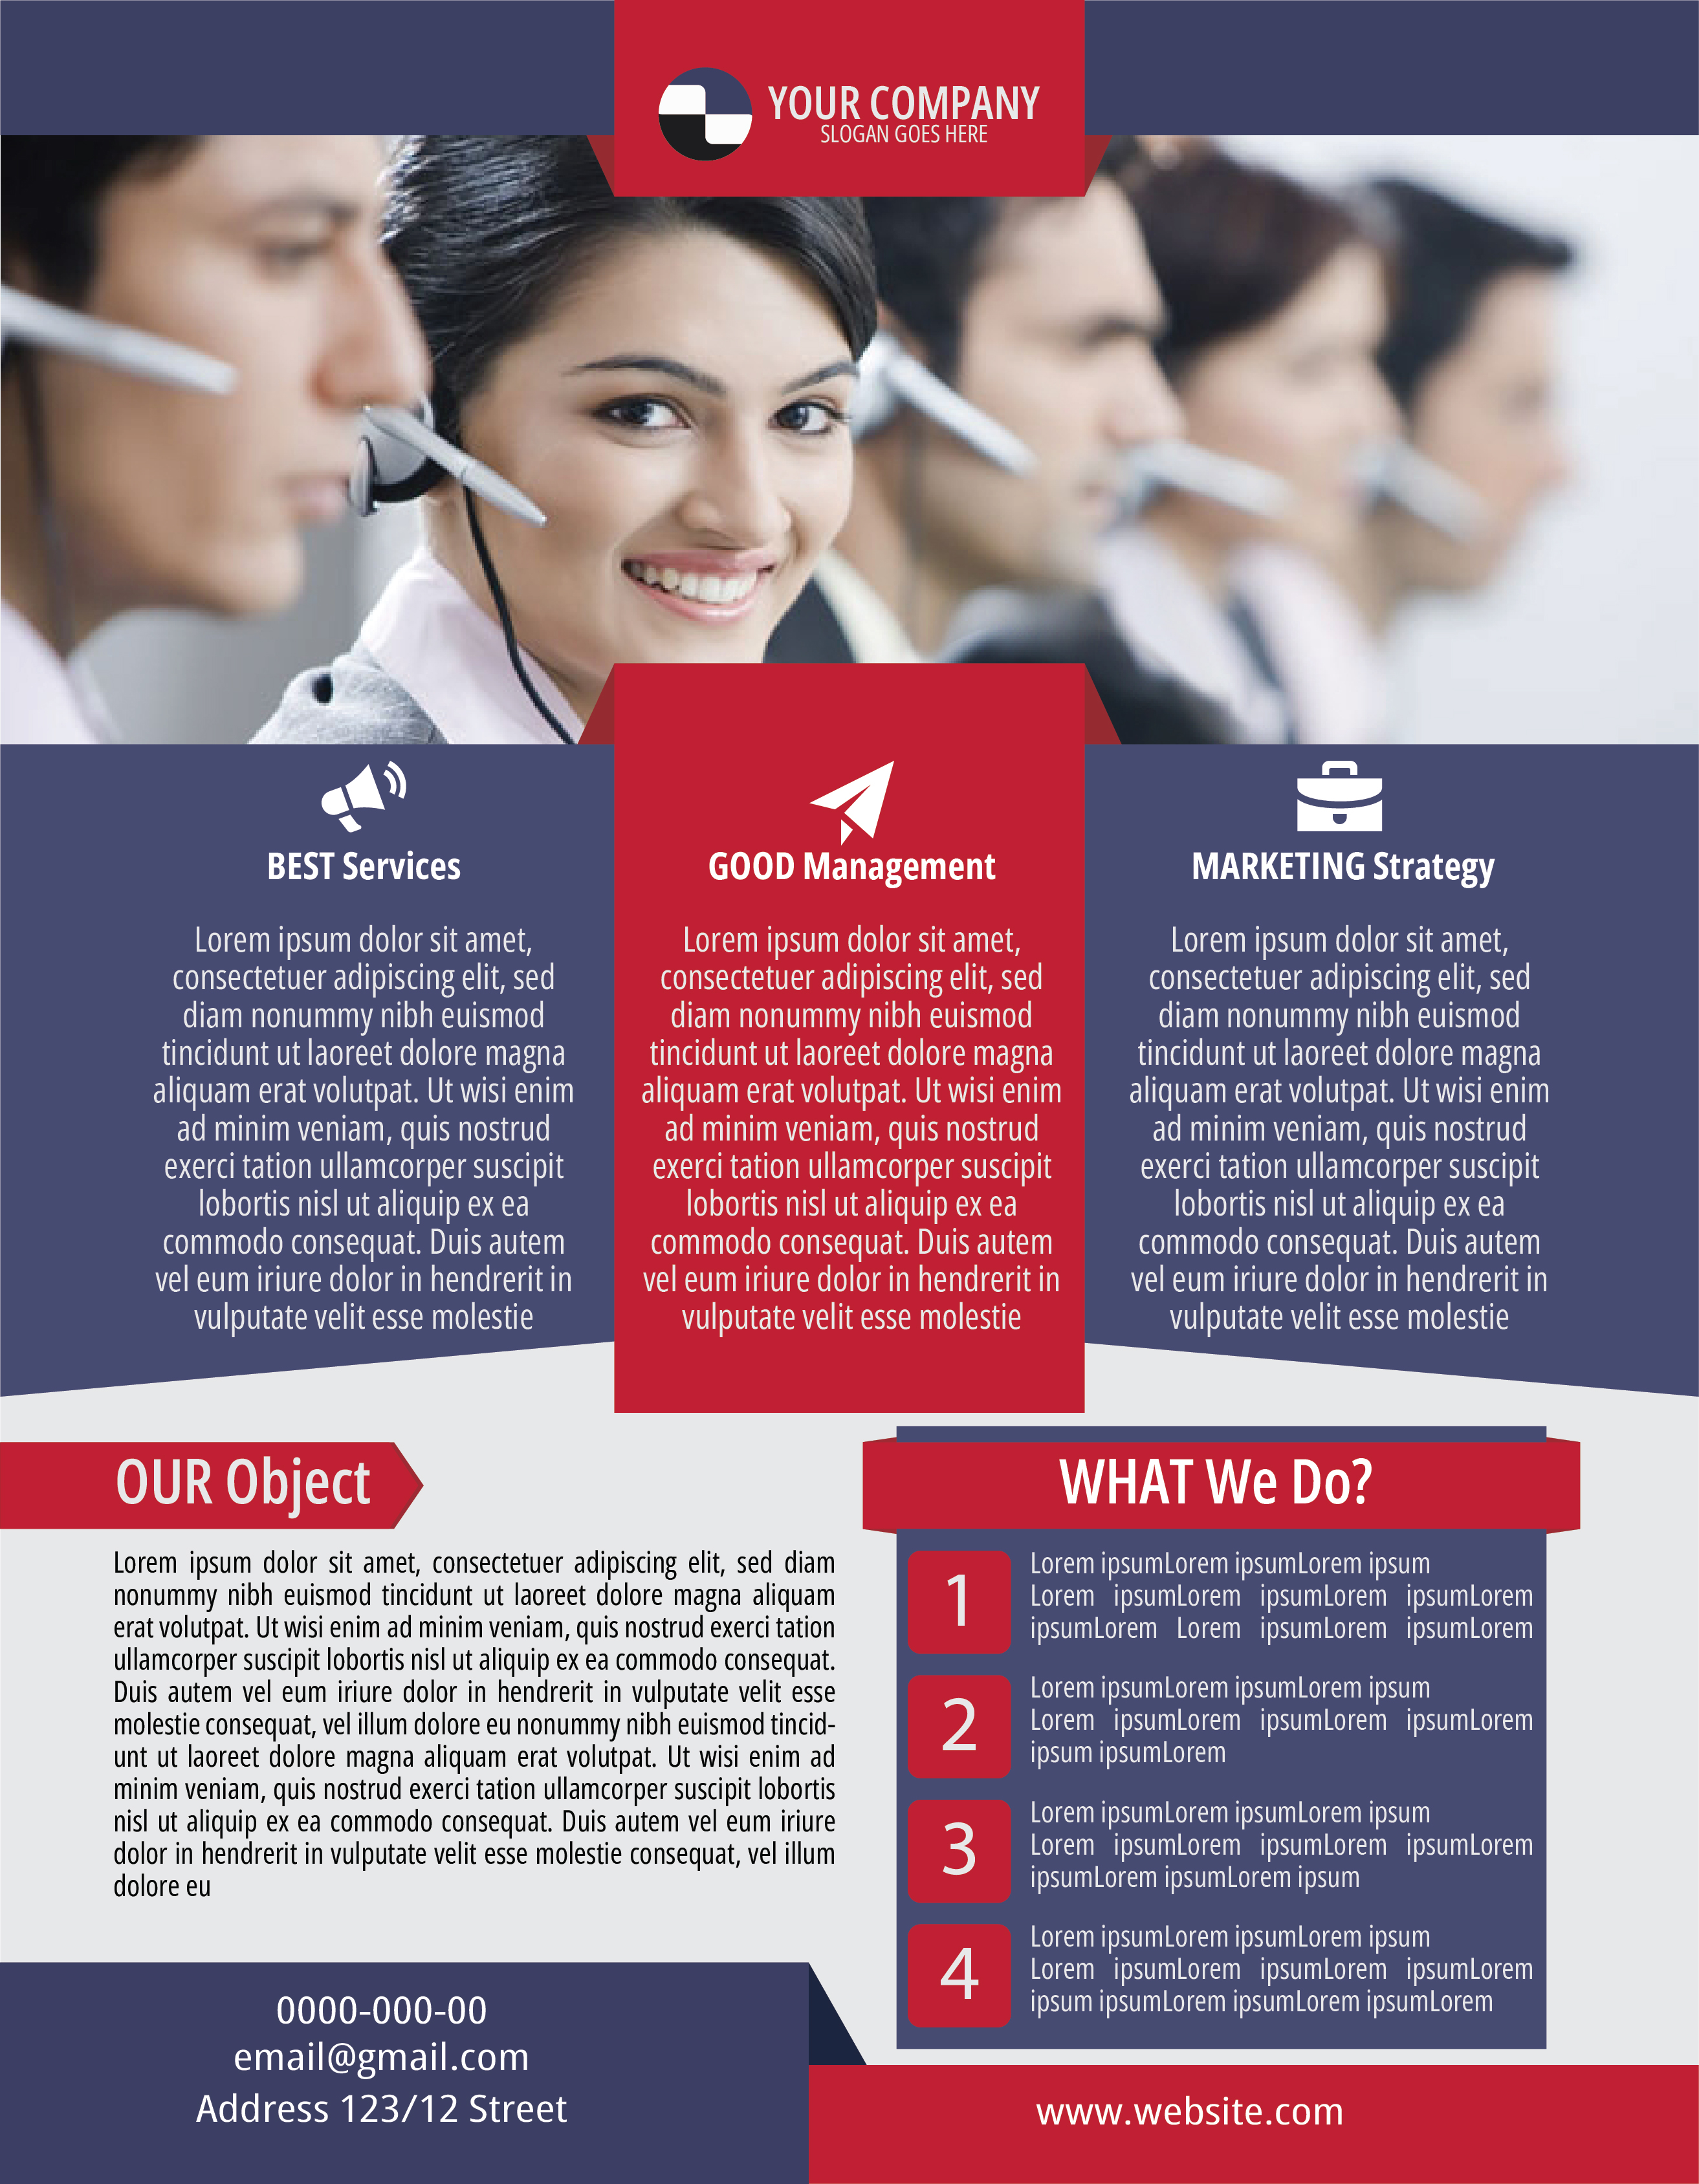 YOUR COMPANY
SLOGAN GOES HERE
BEST Services
Lorem ipsum dolor sit amet,
consectetuer adipiscing elit, sed
diam nonummy nibh euismod
tincidunt ut laoreet dolore magna
aliquam erat volutpat. Ut wisi enim
ad minim veniam, quis nostrud
exerci tation ullamcorper suscipit
lobortis nisl ut aliquip ex ea
commodo consequat. Duis autem
vel eum iriure dolor in hendrerit in
vulputate velit esse molestie
GOOD Management
Lorem ipsum dolor sit amet,
consectetuer adipiscing elit, sed
diam nonummy nibh euismod
tincidunt ut laoreet dolore magna
aliquam erat volutpat. Ut wisi enim
ad minim veniam, quis nostrud
exerci tation ullamcorper suscipit
lobortis nisl ut aliquip ex ea
commodo consequat. Duis autem
vel eum iriure dolor in hendrerit in
vulputate velit esse molestie
MARKETING Strategy
Lorem ipsum dolor sit amet,
consectetuer adipiscing elit, sed
diam nonummy nibh euismod
tincidunt ut laoreet dolore magna
aliquam erat volutpat. Ut wisi enim
ad minim veniam, quis nostrud
exerci tation ullamcorper suscipit
lobortis nisl ut aliquip ex ea
commodo consequat. Duis autem
vel eum iriure dolor in hendrerit in
vulputate velit esse molestie
OUR Object
Lorem ipsum dolor sit amet, consectetuer adipiscing elit, sed diam
nonummy nibh euismod tincidunt ut laoreet dolore magna aliquam
erat volutpat. Ut wisi enim ad minim veniam, quis nostrud exerci tation
ullamcorper suscipit lobortis nisl ut aliquip ex ea commodo consequat.
Duis autem vel eum iriure dolor in hendrerit in vulputate velit esse
molestie consequat, vel illum dolore eu nonummy nibh euismod tincid-
unt ut laoreet dolore magna aliquam erat volutpat. Ut wisi enim ad
minim veniam, quis nostrud exerci tation ullamcorper suscipit lobortis
nisl ut aliquip ex ea commodo consequat. Duis autem vel eum iriure
dolor in hendrerit in vulputate velit esse molestie consequat, vel illum
dolore eu
WHAT We Do?
1
Lorem ipsumLorem ipsumLorem ipsum
Lorem ipsumLorem ipsumLorem ipsumLorem
ipsumLorem Lorem ipsumLorem ipsumLorem
2
Lorem ipsumLorem ipsumLorem ipsum
Lorem ipsumLorem ipsumLorem ipsumLorem
ipsum ipsumLorem
3
Lorem ipsumLorem ipsumLorem ipsum
Lorem ipsumLorem ipsumLorem ipsumLorem
ipsumLorem ipsumLorem ipsum
4
Lorem ipsumLorem ipsumLorem ipsum
Lorem ipsumLorem ipsumLorem ipsumLorem
ipsum ipsumLorem ipsumLorem ipsumLorem
0000-000-00
email@gmail.com
Address 123/12 Street
www.website.com